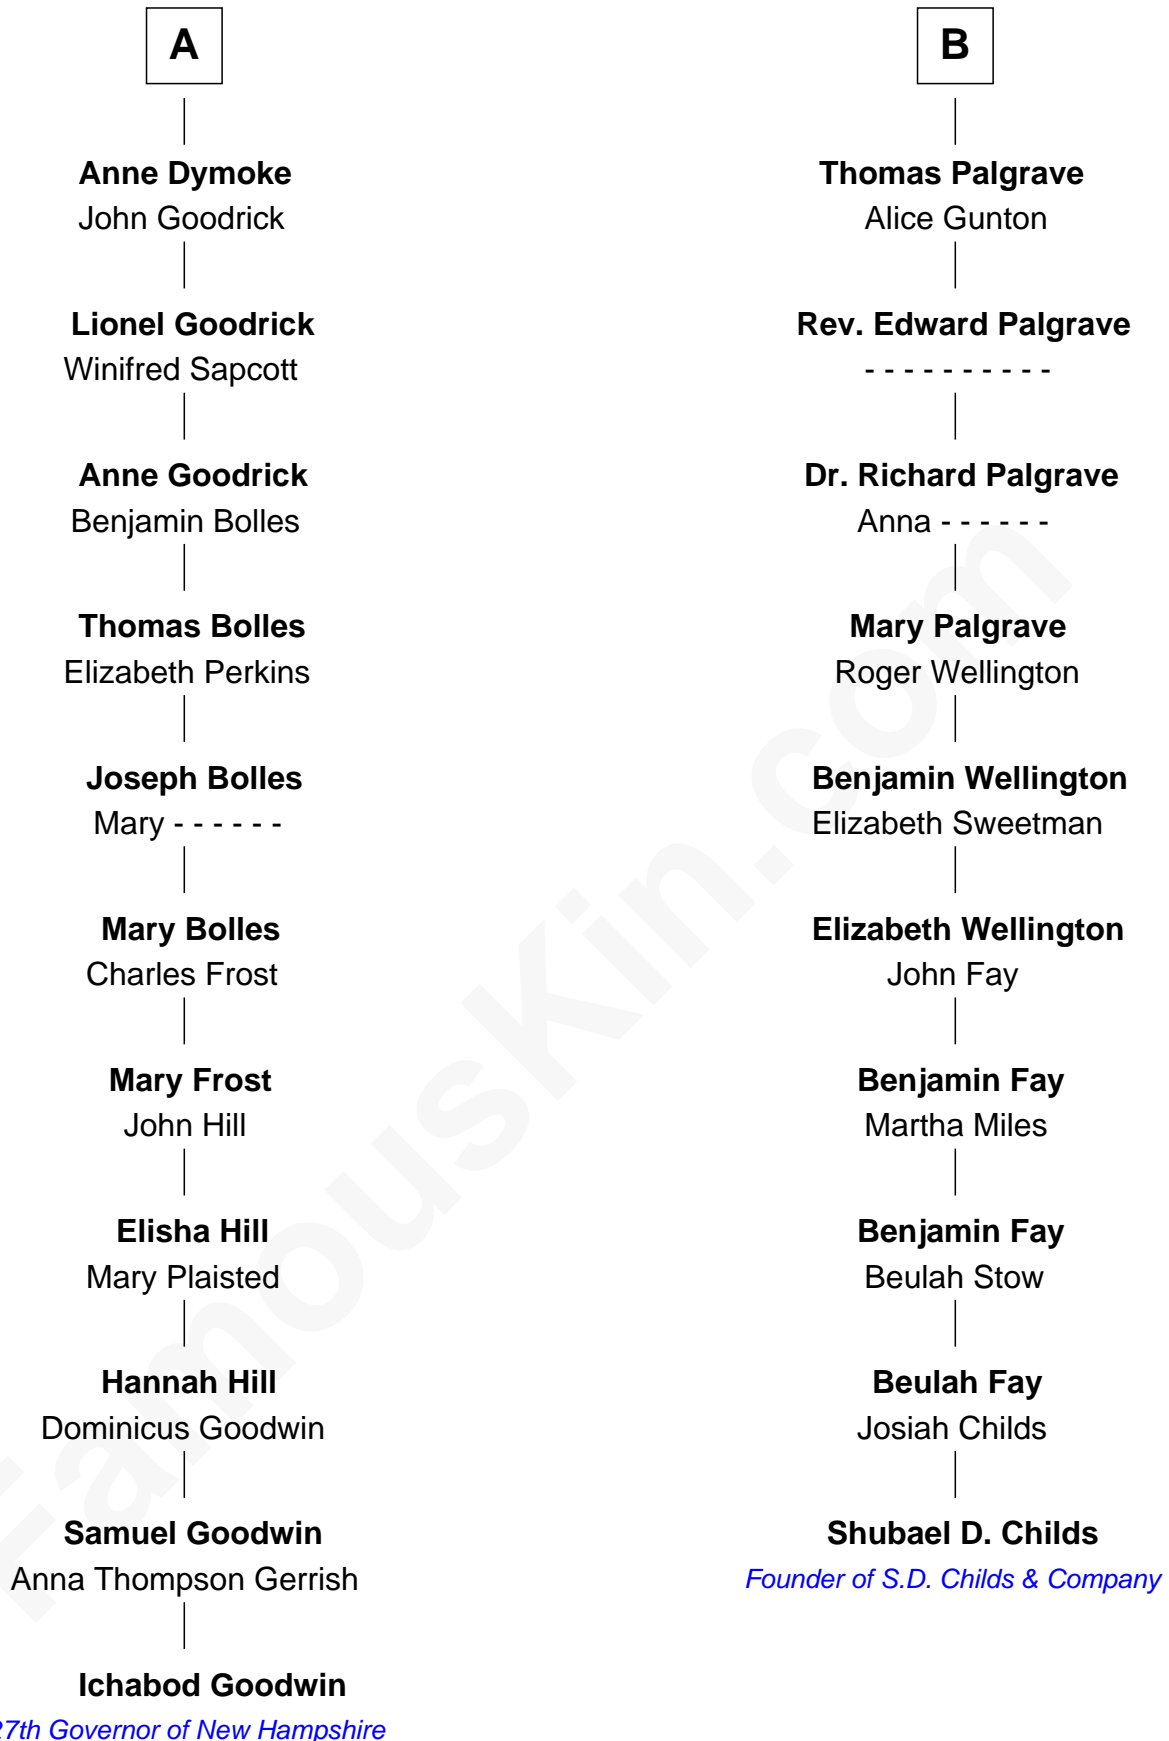 A
Anne Dymoke
John Goodrick
Lionel Goodrick
Winifred Sapcott
Anne Goodrick
Benjamin Bolles
Thomas Bolles
Elizabeth Perkins
Joseph Bolles
Mary - - - - - -
Mary Bolles
Charles Frost
Mary Frost
John Hill
Elisha Hill
Mary Plaisted
Hannah Hill
Dominicus Goodwin
Samuel Goodwin
Anna Thompson Gerrish
Ichabod Goodwin
27th Governor of New Hampshire
B
Thomas Palgrave
Alice Gunton
Rev. Edward Palgrave
- - - - - - - - - -
Dr. Richard Palgrave
Anna - - - - - -
Mary Palgrave
Roger Wellington
Benjamin Wellington
Elizabeth Sweetman
Elizabeth Wellington
John Fay
Benjamin Fay
Martha Miles
Benjamin Fay
Beulah Stow
Beulah Fay
Josiah Childs
Shubael D. Childs
Founder of S.D. Childs & Company
FamousKin.com